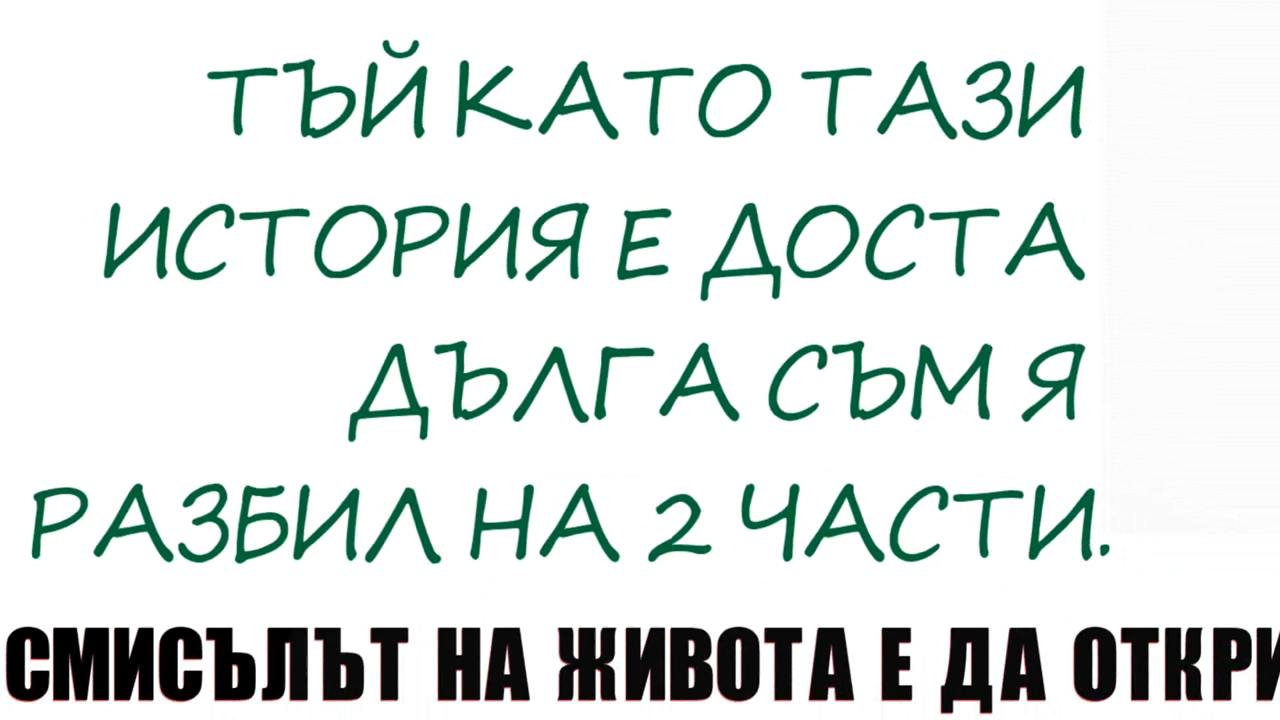 ТЪЙ КАТО ТАЗИ
ИСТОРИЯ Е ДОСТА
ДЪЛГА СЪМ Я
РАЗБИЛ НА 2 ЧАСТИ.
СМИСЪЛЪТ НА ЖИВОТА Е ДА